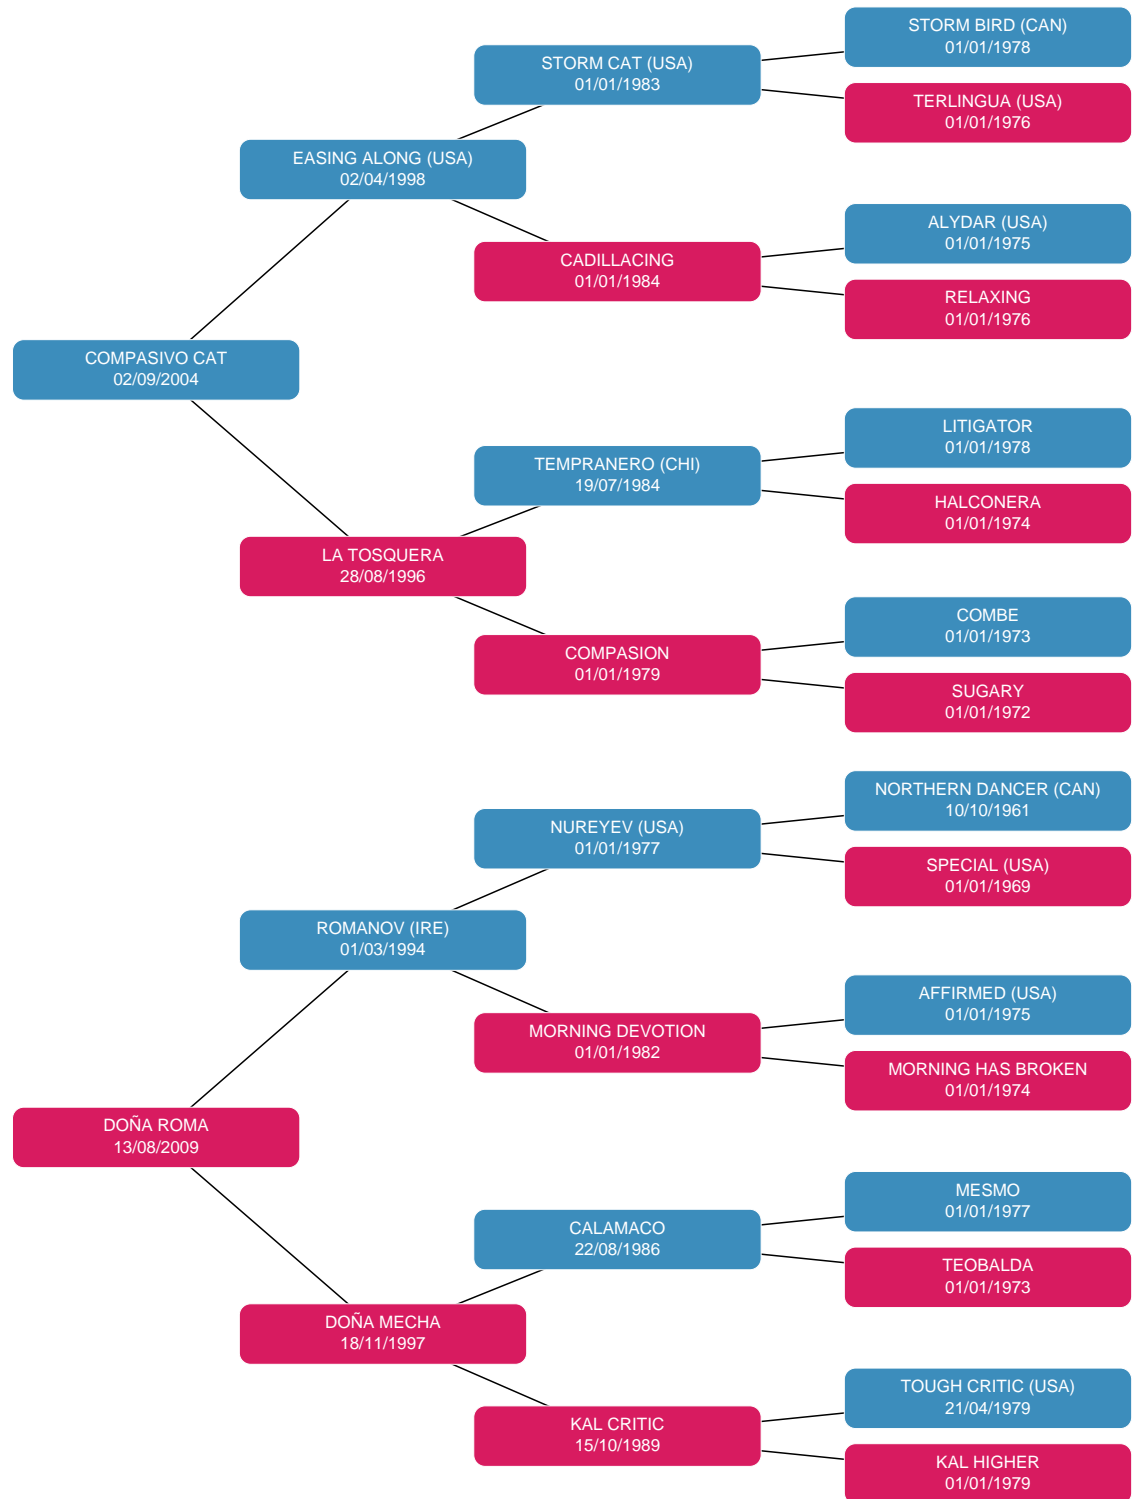 STORM BIRD (CAN)
01/01/1978
STORM CAT (USA)
01/01/1983
TERLINGUA (USA)
01/01/1976
EASING ALONG (USA)
02/04/1998
ALYDAR (USA)
01/01/1975
CADILLACING
01/01/1984
RELAXING
01/01/1976
COMPASIVO CAT
02/09/2004
LITIGATOR
01/01/1978
TEMPRANERO (CHI)
19/07/1984
HALCONERA
01/01/1974
LA TOSQUERA
28/08/1996
COMBE
01/01/1973
COMPASION
01/01/1979
SUGARY
01/01/1972
NORTHERN DANCER (CAN)
10/10/1961
NUREYEV (USA)
01/01/1977
SPECIAL (USA)
01/01/1969
ROMANOV (IRE)
01/03/1994
AFFIRMED (USA)
01/01/1975
MORNING DEVOTION
01/01/1982
MORNING HAS BROKEN
01/01/1974
DOÑA ROMA
13/08/2009
MESMO
01/01/1977
CALAMACO
22/08/1986
TEOBALDA
01/01/1973
DOÑA MECHA
18/11/1997
TOUGH CRITIC (USA)
21/04/1979
KAL CRITIC
15/10/1989
KAL HIGHER
01/01/1979